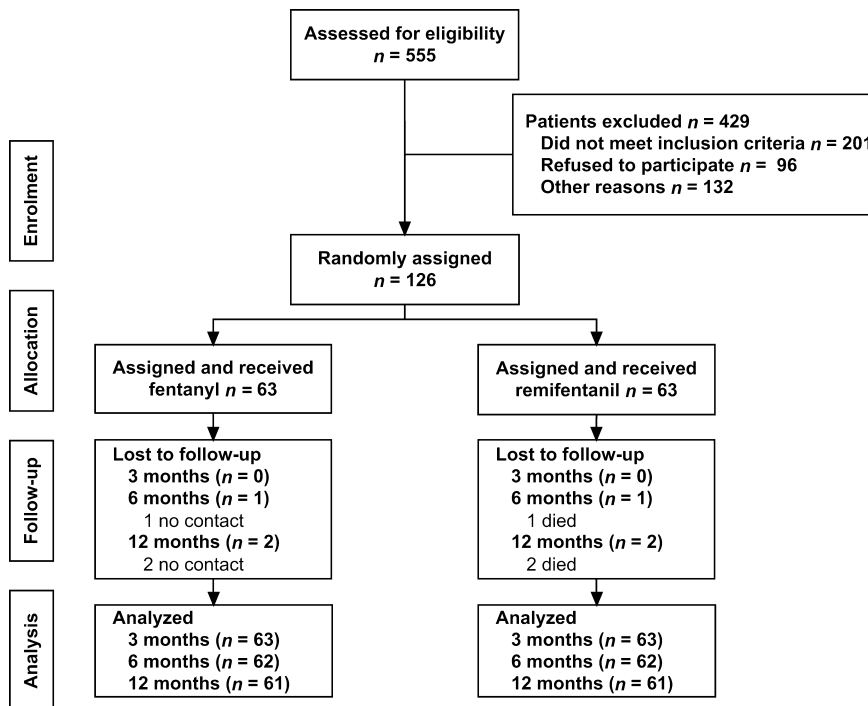 Assessed for eligibility
n = 555
Patients excluded n = 429
Did not meet inclusion criteria n = 201
Refused to participate n = 96
Other reasons n = 132
Enrolment
Randomly assigned
n = 126
Allocation
Assigned and received
fentanyl n = 63
Assigned and received
remifentanil n = 63
Follow-up
Lost to follow-up
3 months (n = 0)
6 months (n = 1)
1 no contact
12 months (n = 2)
2 no contact
Lost to follow-up
3 months (n = 0)
6 months (n = 1)
1 died
12 months (n = 2)
2 died
Analysis
Analyzed
3 months (n = 63)
6 months (n = 62)
12 months (n = 61)
Analyzed
3 months (n = 63)
6 months (n = 62)
12 months (n = 61)